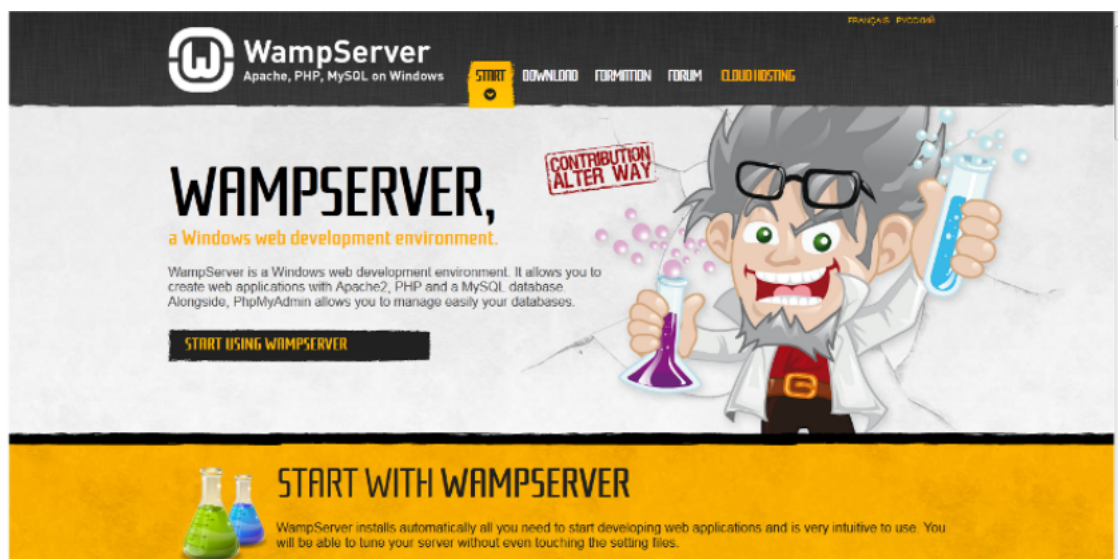 FRANÇAIS РУССКИЙ
WampServer
Apache, PHP, MySQL on Windows
START DOWNLOAD FORMATION FORUM CLOUD HOSTING
CONTRIBUTION
ALTER WAY
WAMPSERVER,
a Windows web development environment.
WampServer is a Windows web development environment. It allows you to
create web applications with Apache2, PHP and a MySQL database.
Alongside, PhpMyAdmin allows you to manage easily your databases.
START USING WAMPSERVER
START WITH WAMPSERVER
WampServer installs automatically all you need to start developing web applications and is very intuitive to use. You
will be able to tune your server without even touching the setting files.